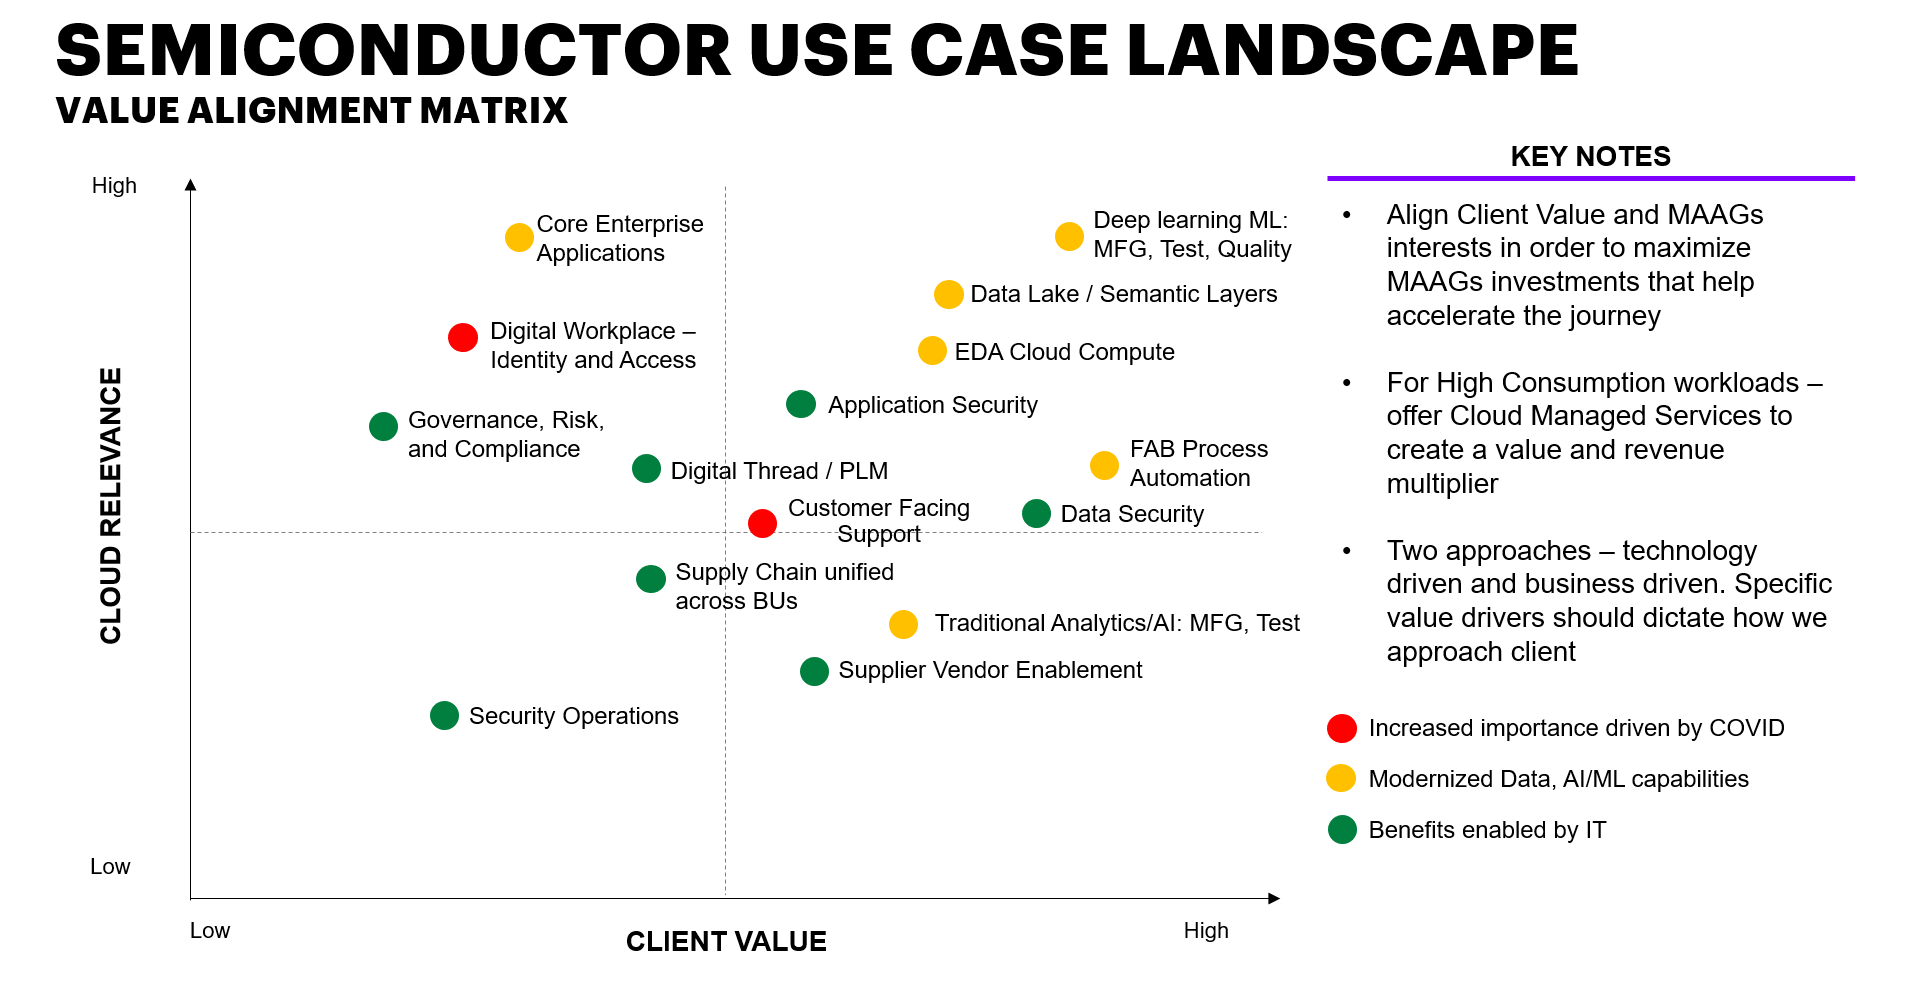 SEMICONDUCTOR USE CASE LANDSCAPE
VALUE ALIGNMENT MATRIX
High
CLOUD RELEVANCE
Low
Core Enterprise
Applications
Deep learning ML:
MFG, Test, Quality
Data Lake / Semantic Layers
Digital Workplace –
Identity and Access
EDA Cloud Compute
Application Security
Governance, Risk,
and Compliance
FAB Process
Automation
Digital Thread / PLM
Customer Facing
Support
Data Security
Supply Chain unified
across BUs
Traditional Analytics/AI: MFG, Test
Supplier Vendor Enablement
Security Operations
Low
CLIENT VALUE
High
KEY NOTES
• Align Client Value and MAAGs
interests in order to maximize
MAAGs investments that help
accelerate the journey
• For High Consumption workloads –
offer Cloud Managed Services to
create a value and revenue
multiplier
• Two approaches – technology
driven and business driven. Specific
value drivers should dictate how we
approach client
Increased importance driven by COVID
Modernized Data, AI/ML capabilities
Benefits enabled by IT